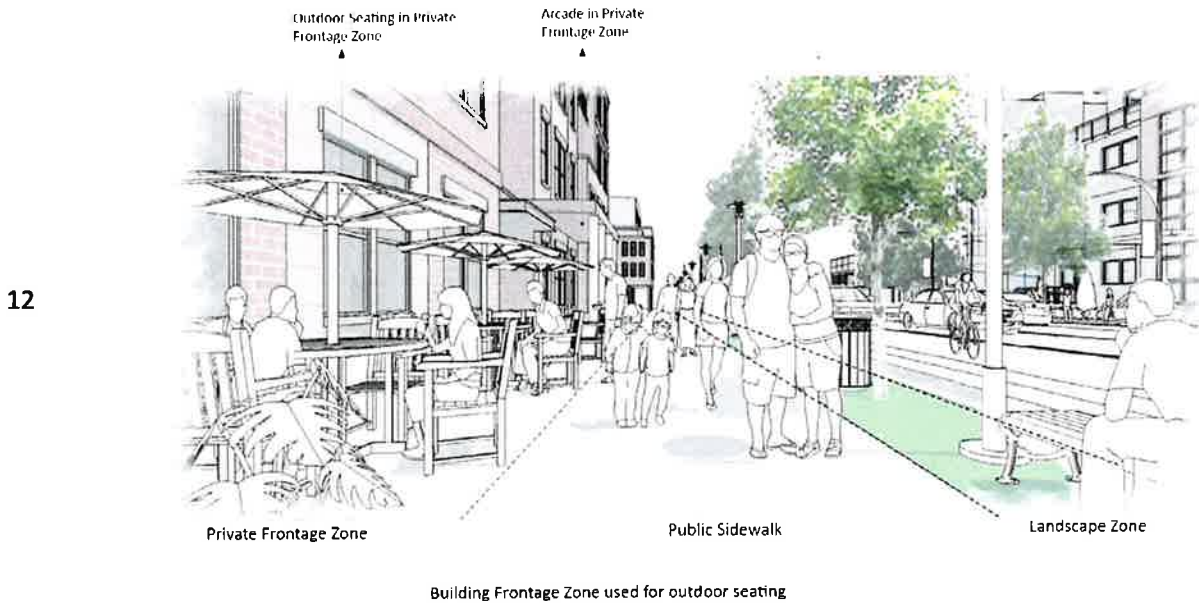 Outdoor Seating in Private
Frontage Zone
Arcade in Private
Frontage Zone
12
Private Frontage Zone
Public Sidewalk
Landscape Zone
Building Frontage Zone used for outdoor seating